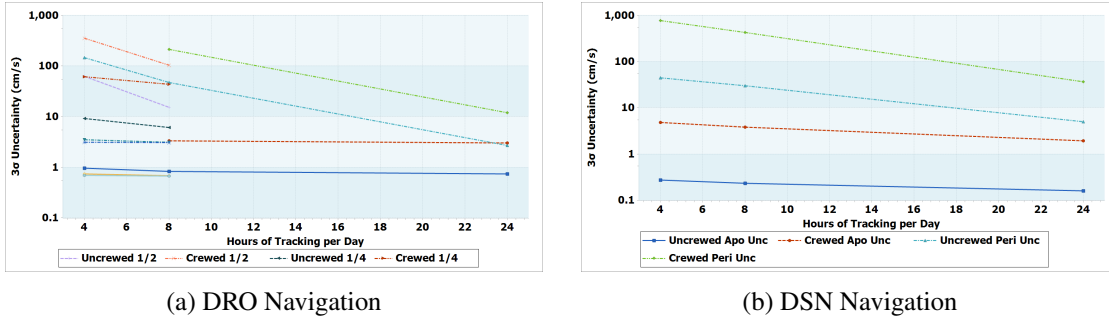 1,000
100
10
1
0.1
3σ Uncertainty (cm/s)
4 6 8 10 12 14 16 18 20 22 24
Hours of Tracking per Day
Uncrewed 1/2 Crewed 1/2 Uncrewed 1/4 Crewed 1/4
(a) DRO Navigation
1,000
100
10
1
0.1
3σ Uncertainty (cm/s)
4 6 8 10 12 14 16 18 20 22 24
Hours of Tracking per Day
Uncrewed Apo Unc Crewed Apo Unc Uncrewed Peri Unc
Crewed Peri Unc
(b) DSN Navigation